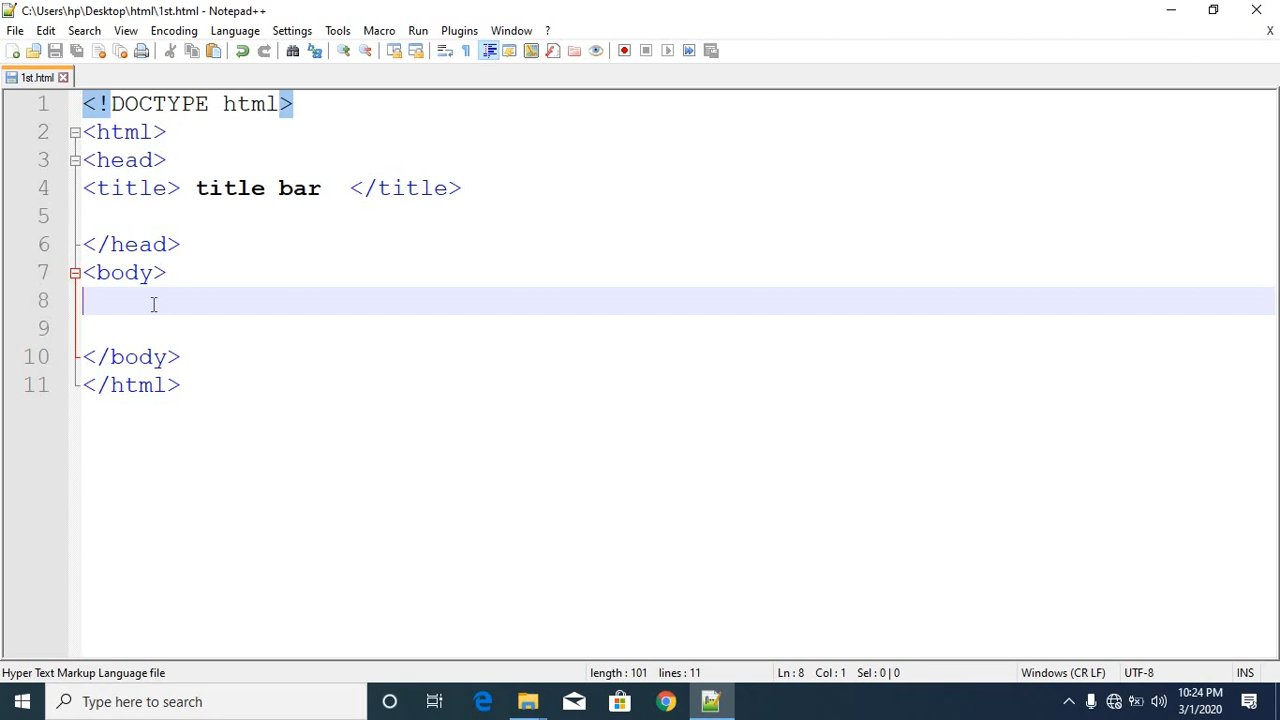 C:\Users\hp\Desktop\html\1st.html - Notepad++
File Edit Search View Encoding Language Settings Tools Macro Run Plugins Window ? X
1st.html
1 <!DOCTYPE html>
2 <html>
3 <head>
4 <title> title bar </title>
5
6 </head>
7 <body>
8
9
10 </body>
11 </html>
Hyper Text Markup Language file length : 101 lines : 11 Ln : 8 Col : 1 Sel : 0 | 0 Windows (CR LF) UTF-8 INS
Type here to search
10:24 PM
3/1/2020